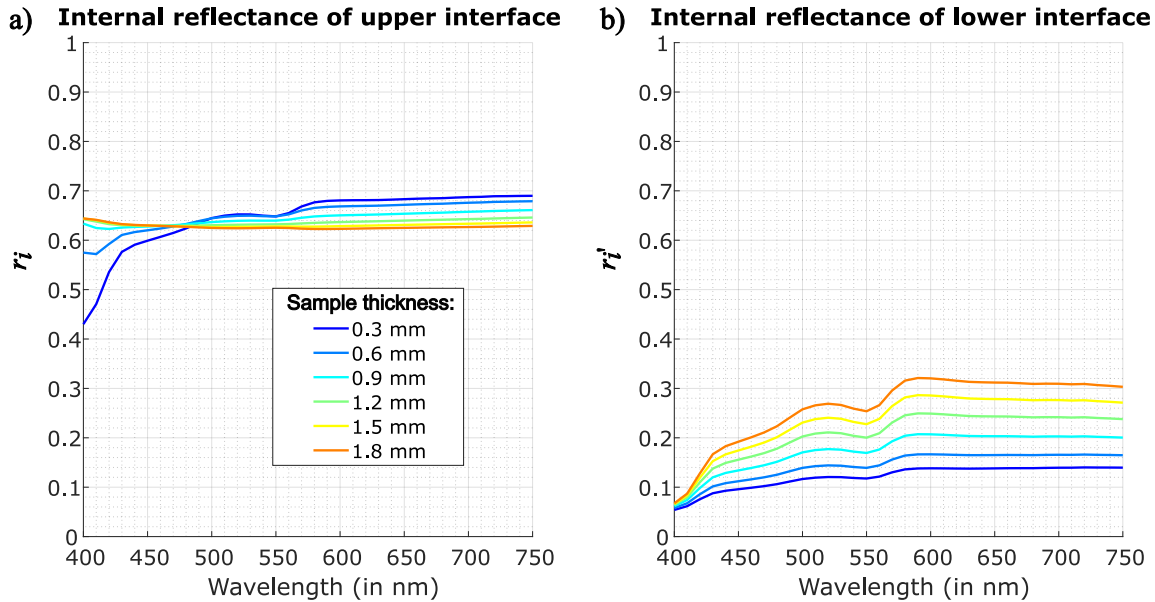 a) Internal reflectance of upper interface
1
0.9
0.8
0.7
0.6
0.5
0.4
0.3
0.2
0.1
0
ri
400 450 500 550 600 650 700 750
Wavelength (in nm)
Sample thickness:
0.3 mm
0.6 mm
0.9 mm
1.2 mm
1.5 mm
1.8 mm
b) Internal reflectance of lower interface
1
0.9
0.8
0.7
0.6
0.5
0.4
0.3
0.2
0.1
0
ri'
400 450 500 550 600 650 700 750
Wavelength (in nm)